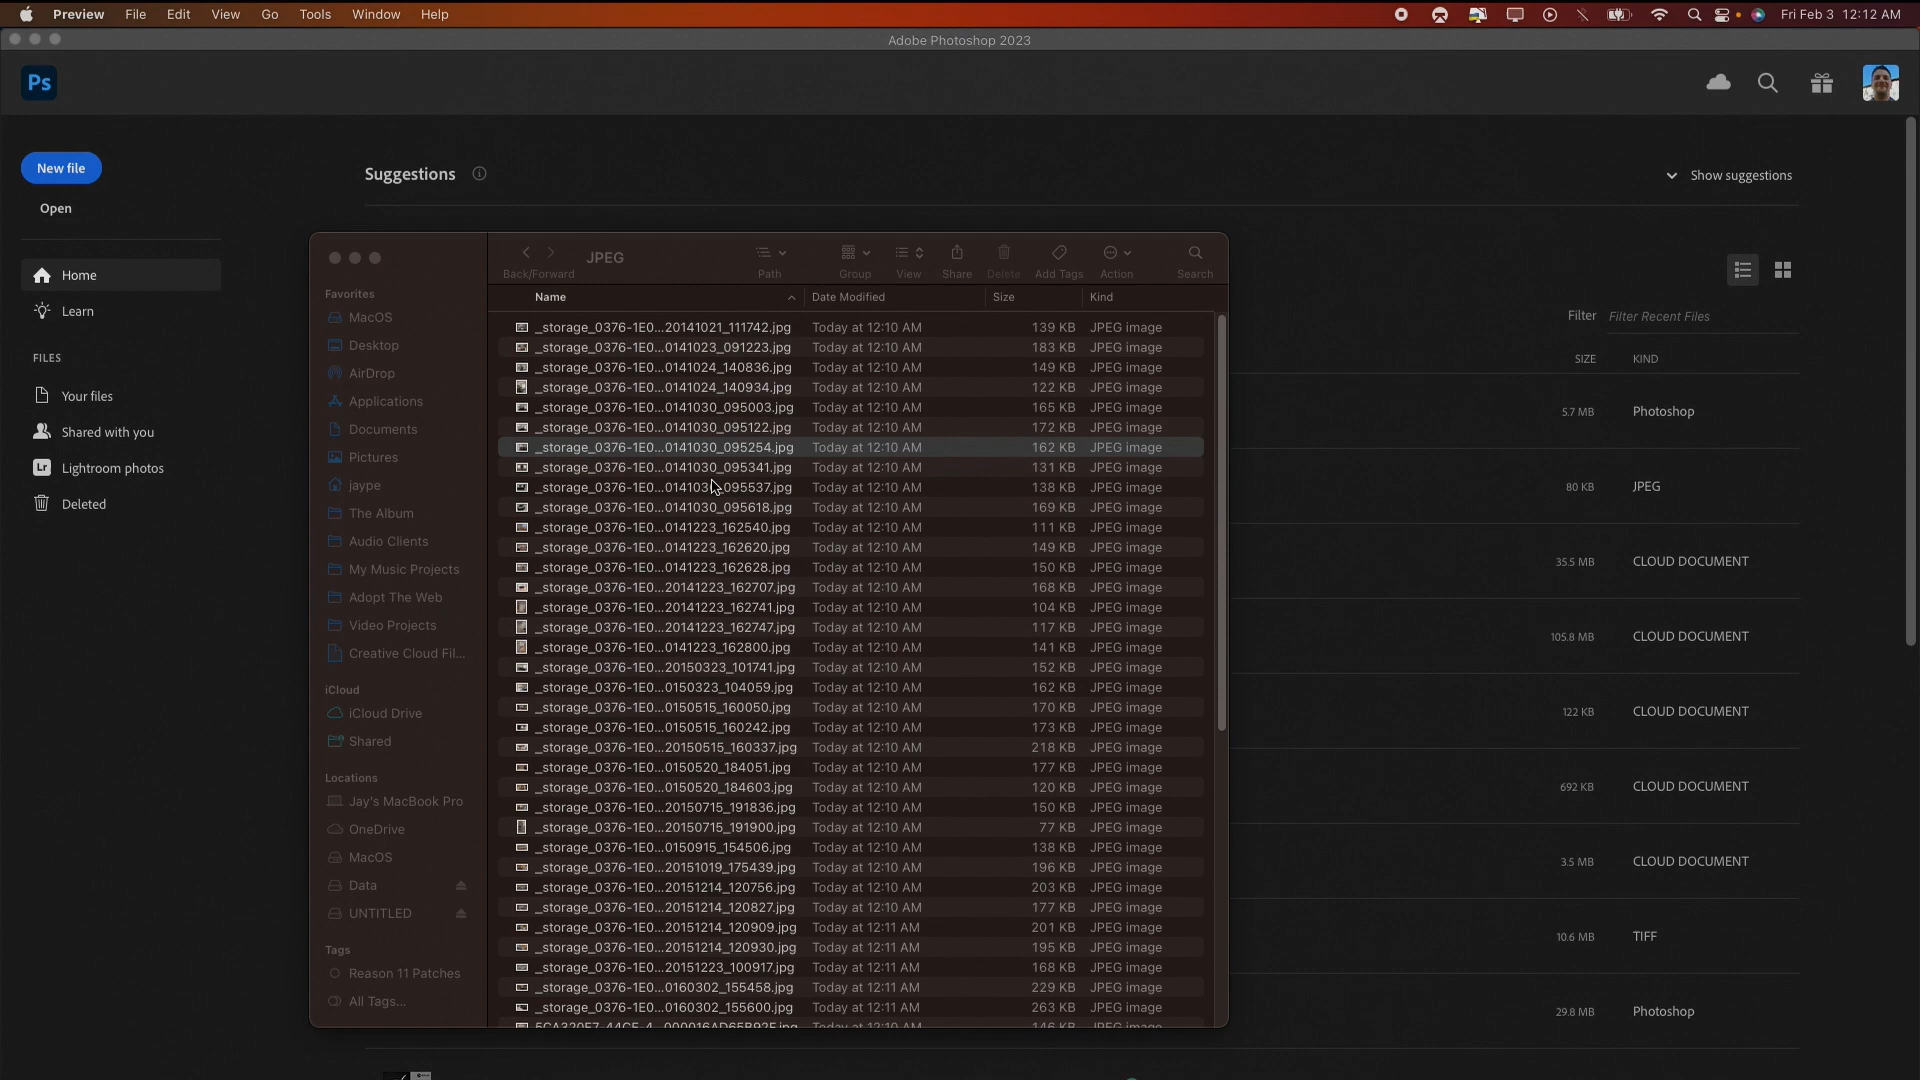 Preview File Edit View Go Tools Window Help Fri Feb 3 12:12 AM
Adobe Photoshop 2023
Ps
New file
Open
Home
Learn
FILES
Your files
Shared with you
Lr Lightroom photos
Deleted
Suggestions
Show suggestions
Filter Filter Recent Files
SIZE KIND
5.7 MB Photoshop
80 KB JPEG
35.5 MB CLOUD DOCUMENT
105.8 MB CLOUD DOCUMENT
122 KB CLOUD DOCUMENT
692 KB CLOUD DOCUMENT
3.5 MB CLOUD DOCUMENT
10.6 MB TIFF
29.8 MB Photoshop
Favorites
MacOS
Desktop
AirDrop
Applications
Documents
Pictures
jaype
The Album
Audio Clients
My Music Projects
Adopt The Web
Video Projects
Creative Cloud Fil...
iCloud
iCloud Drive
Shared
Locations
Jay's MacBook Pro
OneDrive
MacOS
Data
UNTITLED
Tags
Reason 11 Patches
All Tags...
JPEG
Back/Forward Path Group View Share Delete Add Tags Action Search
Name Date Modified Size Kind
_storage_0376-1E0...20141021_111742.jpg Today at 12:10 AM 139 KB JPEG image
_storage_0376-1E0...0141023_091223.jpg Today at 12:10 AM 183 KB JPEG image
_storage_0376-1E0...0141024_140836.jpg Today at 12:10 AM 149 KB JPEG image
_storage_0376-1E0...0141024_140934.jpg Today at 12:10 AM 122 KB JPEG image
_storage_0376-1E0...0141030_095003.jpg Today at 12:10 AM 165 KB JPEG image
_storage_0376-1E0...0141030_095122.jpg Today at 12:10 AM 172 KB JPEG image
_storage_0376-1E0...0141030_095254.jpg Today at 12:10 AM 162 KB JPEG image
_storage_0376-1E0...0141030_095341.jpg Today at 12:10 AM 131 KB JPEG image
_storage_0376-1E0...0141030_095537.jpg Today at 12:10 AM 138 KB JPEG image
_storage_0376-1E0...0141030_095618.jpg Today at 12:10 AM 169 KB JPEG image
_storage_0376-1E0...0141223_162540.jpg Today at 12:10 AM 111 KB JPEG image
_storage_0376-1E0...0141223_162620.jpg Today at 12:10 AM 149 KB JPEG image
_storage_0376-1E0...0141223_162628.jpg Today at 12:10 AM 150 KB JPEG image
_storage_0376-1E0...20141223_162707.jpg Today at 12:10 AM 168 KB JPEG image
_storage_0376-1E0...20141223_162741.jpg Today at 12:10 AM 104 KB JPEG image
_storage_0376-1E0...20141223_162747.jpg Today at 12:10 AM 117 KB JPEG image
_storage_0376-1E0...0141223_162800.jpg Today at 12:10 AM 141 KB JPEG image
_storage_0376-1E0...20150323_101741.jpg Today at 12:10 AM 152 KB JPEG image
_storage_0376-1E0...0150323_104059.jpg Today at 12:10 AM 162 KB JPEG image
_storage_0376-1E0...0150515_160050.jpg Today at 12:10 AM 170 KB JPEG image
_storage_0376-1E0...0150515_160242.jpg Today at 12:10 AM 173 KB JPEG image
_storage_0376-1E0...20150515_160337.jpg Today at 12:10 AM 218 KB JPEG image
_storage_0376-1E0...0150520_184051.jpg Today at 12:10 AM 177 KB JPEG image
_storage_0376-1E0...0150520_184603.jpg Today at 12:10 AM 120 KB JPEG image
_storage_0376-1E0...20150715_191836.jpg Today at 12:10 AM 150 KB JPEG image
_storage_0376-1E0...20150715_191900.jpg Today at 12:10 AM 77 KB JPEG image
_storage_0376-1E0...0150915_154506.jpg Today at 12:10 AM 138 KB JPEG image
_storage_0376-1E0...20151019_175439.jpg Today at 12:10 AM 196 KB JPEG image
_storage_0376-1E0...20151214_120756.jpg Today at 12:10 AM 203 KB JPEG image
_storage_0376-1E0...20151214_120827.jpg Today at 12:10 AM 177 KB JPEG image
_storage_0376-1E0...20151214_120909.jpg Today at 12:11 AM 201 KB JPEG image
_storage_0376-1E0...20151214_120930.jpg Today at 12:11 AM 195 KB JPEG image
_storage_0376-1E0...20151223_100917.jpg Today at 12:11 AM 168 KB JPEG image
_storage_0376-1E0...0160302_155458.jpg Today at 12:11 AM 229 KB JPEG image
_storage_0376-1E0...0160302_155600.jpg Today at 12:11 AM 263 KB JPEG image
Today at 12:10 AM 146 KB JPEG image